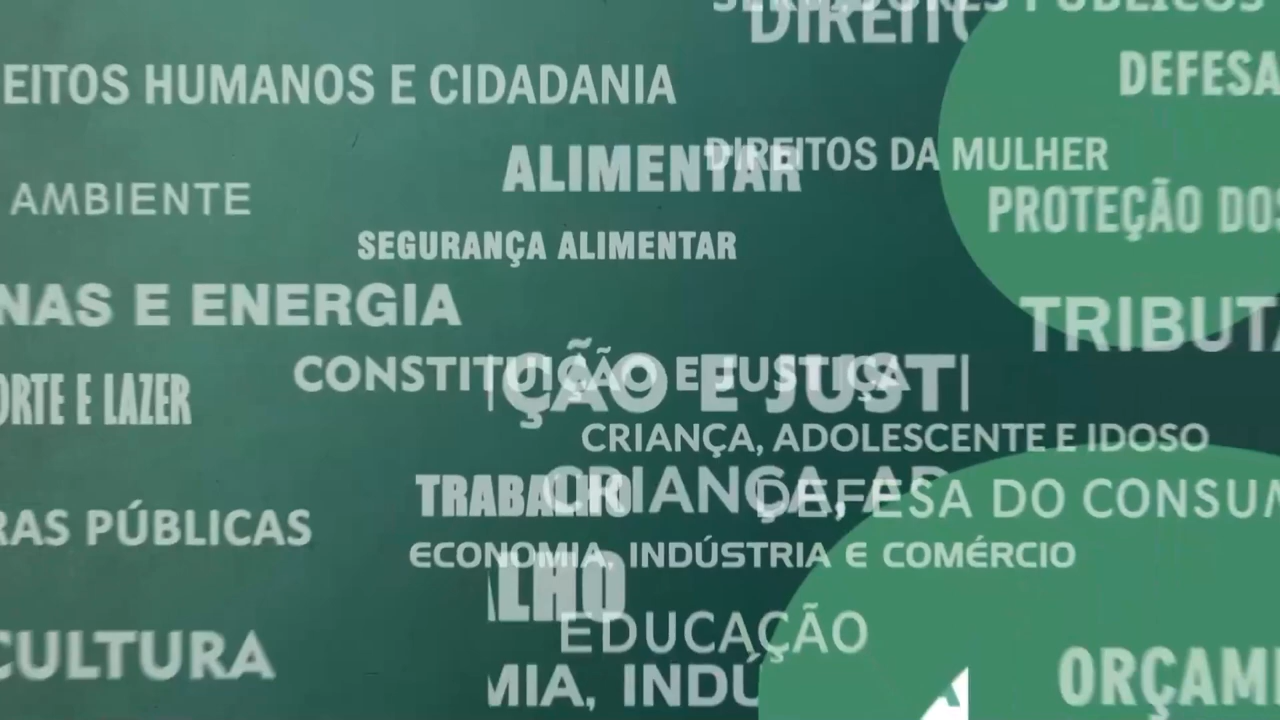 SERVIDORES PÚBLICOS
DIREITO
EITOS HUMANOS E CIDADANIA
DEFESA
ALIMENTAR
DIREITOS DA MULHER
AMBIENTE
PROTEÇÃO DOS
SEGURANÇA ALIMENTAR
NAS E ENERGIA
TRIBUTA
CONSTITUIÇÃO E JUSTIÇA
ÇÃO E JUST
ORTE E LAZER
CRIANÇA, ADOLESCENTE E IDOSO
TRABALHO
CRIANÇA, AD
DEFESA DO CONSUM
RAS PÚBLICAS
ECONOMIA, INDÚSTRIA E COMÉRCIO
LHO
EDUCAÇÃO
CULTURA
MIA, INDÚ
ORÇAME